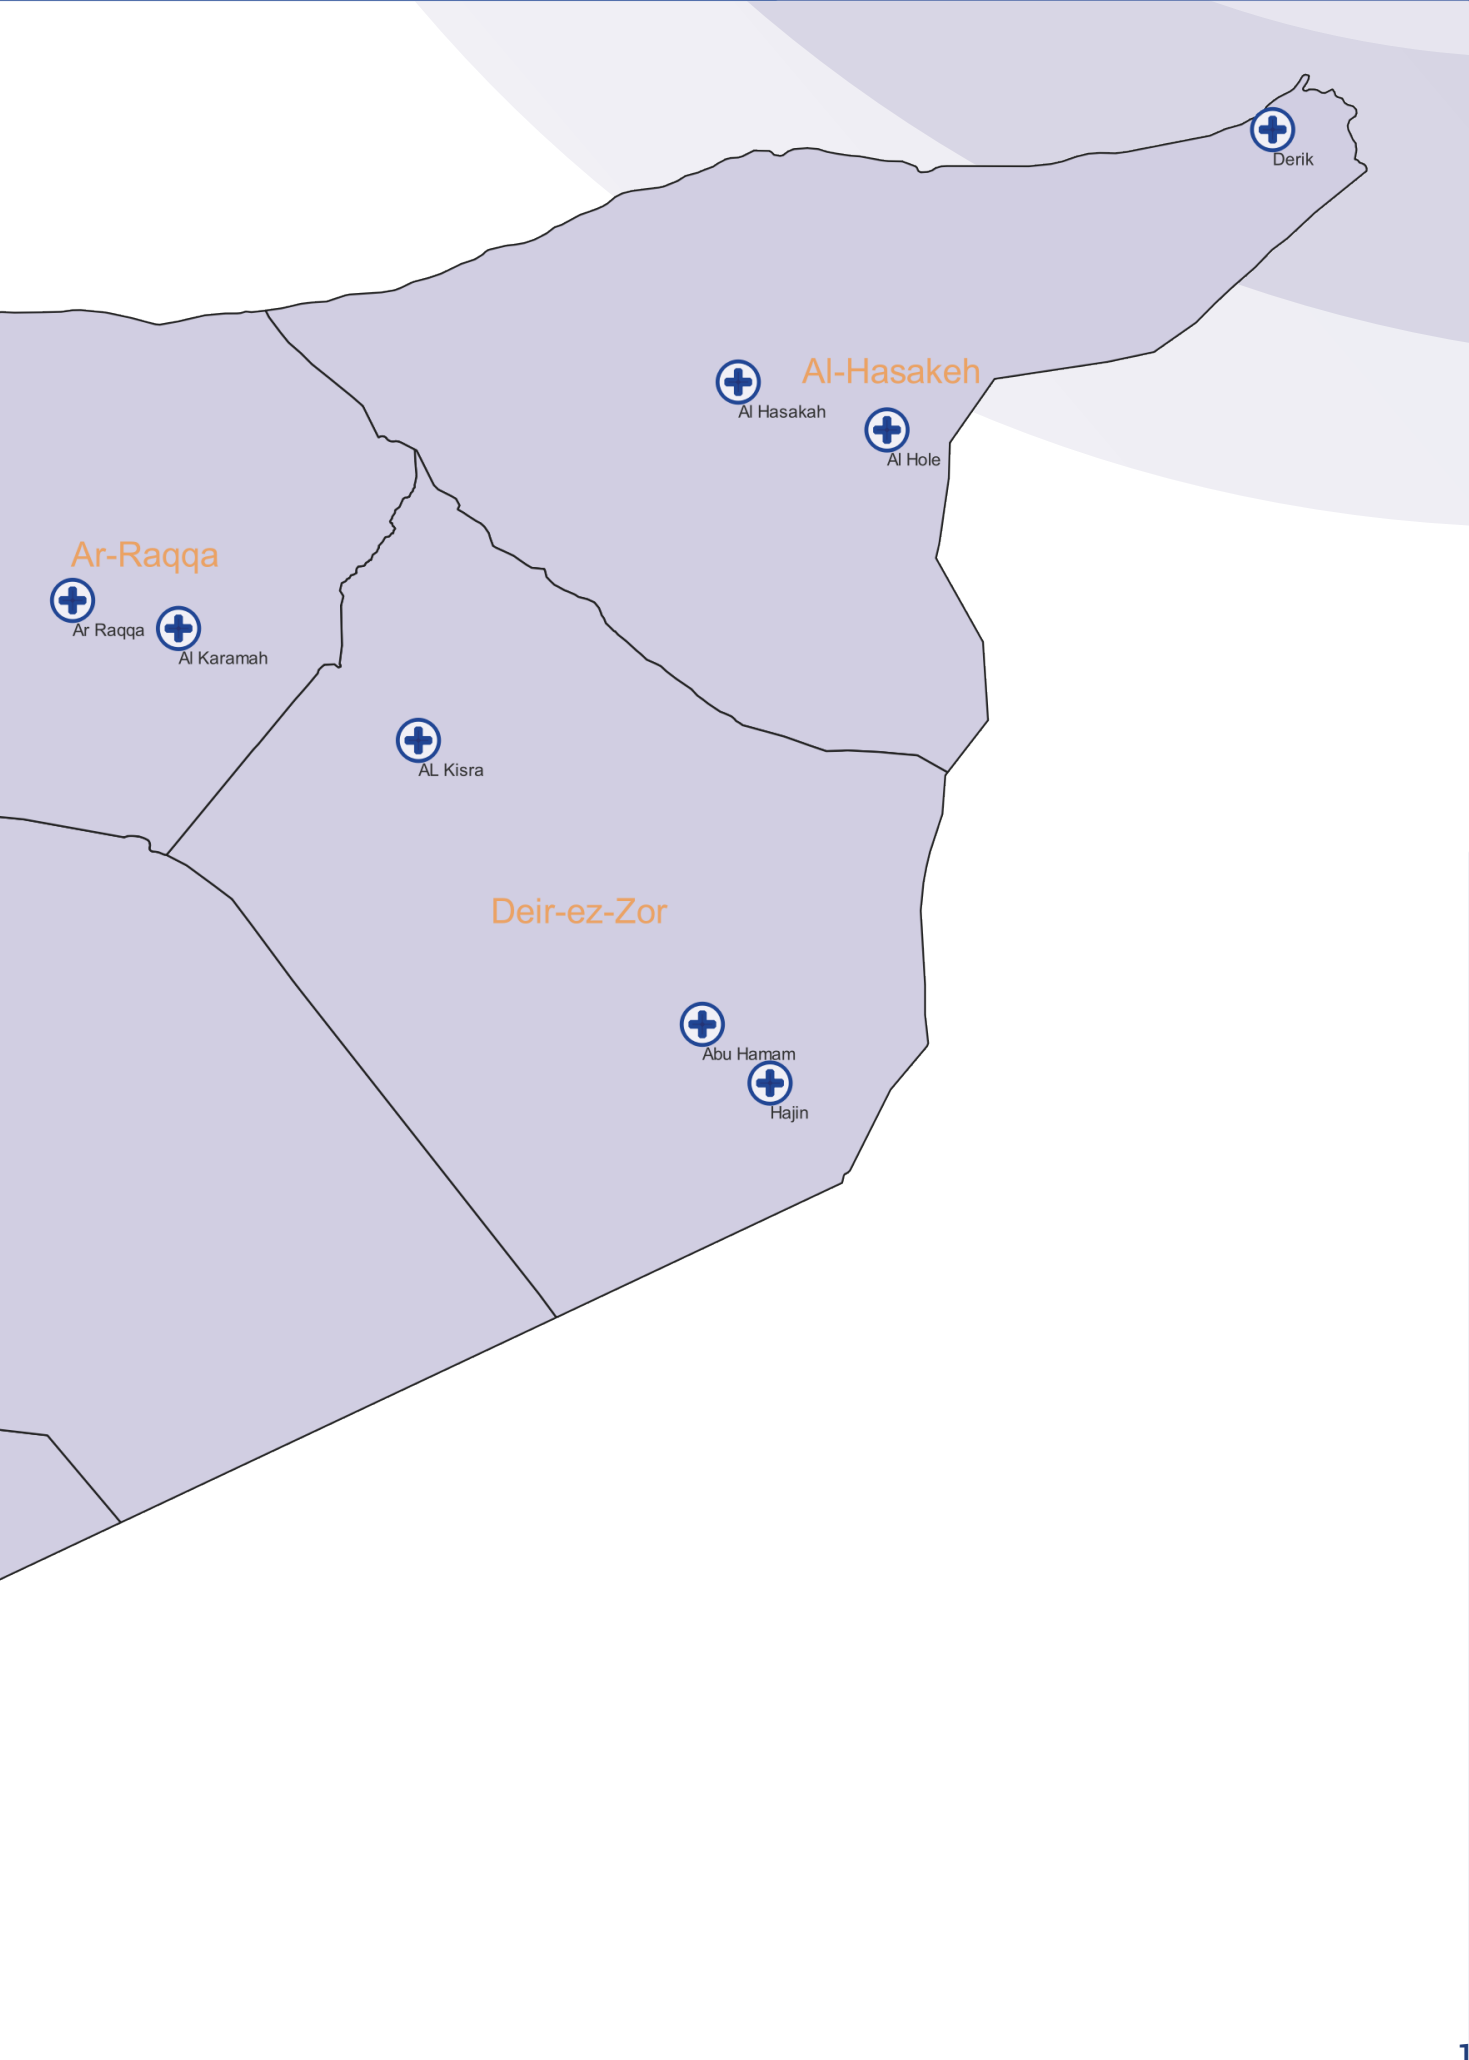 Derik
Al-Hasakeh
Al Hasakah
Al Hole
Ar-Raqqa
Ar Raqqa
Al Karamah
AL Kisra
Deir-ez-Zor
Abu Hamam
Hajin
1